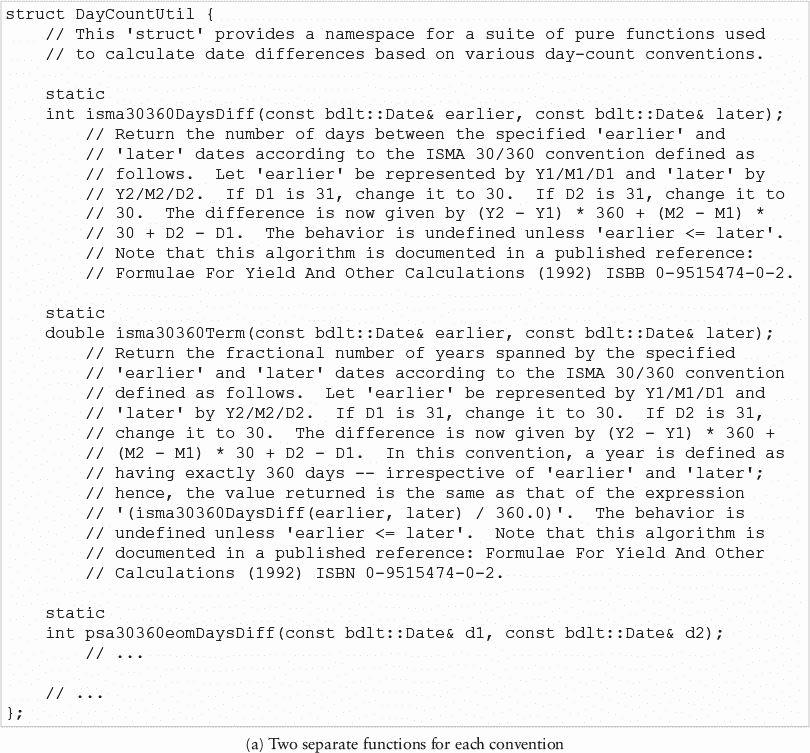 struct DayCountUtil {
    // This 'struct' provides a namespace for a suite of pure functions used
    // to calculate date differences based on various day-count conventions.

    static
    int isma30360DaysDiff(const bdlt::Date& earlier, const bdlt::Date& later);
        // Return the number of days between the specified 'earlier' and
        // 'later' dates according to the ISMA 30/360 convention defined as
        // follows.  Let 'earlier' be represented by Y1/M1/D1 and 'later' by
        // Y2/M2/D2.  If D1 is 31, change it to 30.  If D2 is 31, change it to
        // 30.  The difference is now given by (Y2 - Y1) * 360 + (M2 - M1) *
        // 30 + D2 - D1.  The behavior is undefined unless 'earlier <= later'.
        // Note that this algorithm is documented in a published reference:
        // Formulae For Yield And Other Calculations (1992) ISBB 0-9515474-0-2.

    static
    double isma30360Term(const bdlt::Date& earlier, const bdlt::Date& later);
        // Return the fractional number of years spanned by the specified
        // 'earlier' and 'later' dates according to the ISMA 30/360 convention
        // defined as follows.  Let 'earlier' be represented by Y1/M1/D1 and
        // 'later' by Y2/M2/D2.  If D1 is 31, change it to 30.  If D2 is 31,
        // change it to 30.  The difference is now given by (Y2 - Y1) * 360 +
        // (M2 - M1) * 30 + D2 - D1.  In this convention, a year is defined as
        // having exactly 360 days -- irrespective of 'earlier' and 'later';
        // hence, the value returned is the same as that of the expression
        // '(isma30360DaysDiff(earlier, later) / 360.0)'.  The behavior is
        // undefined unless 'earlier <= later'.  Note that this algorithm is
        // documented in a published reference: Formulae For Yield And Other
        // Calculations (1992) ISBN 0-9515474-0-2.

    static
    int psa30360eomDaysDiff(const bdlt::Date& d1, const bdlt::Date& d2);
        // ...

    // ...
};
(a) Two separate functions for each convention